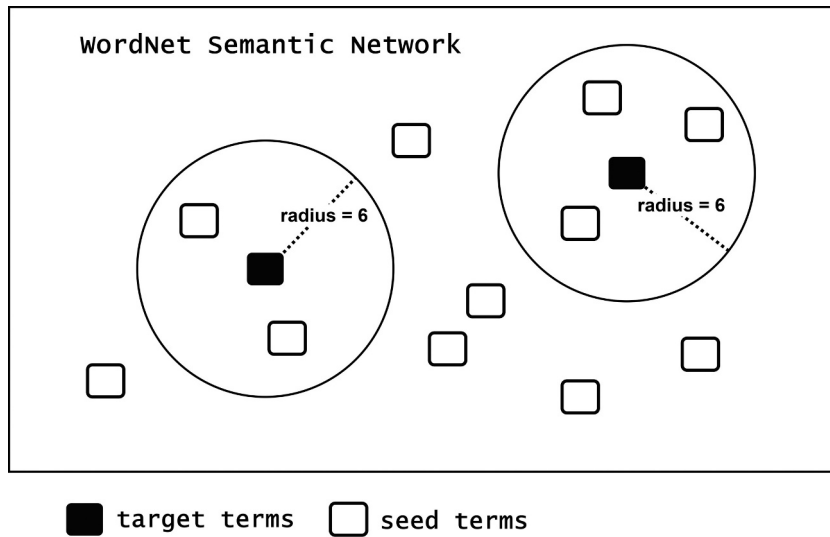 WordNet Semantic Network
radius = 6
radius = 6
target terms
seed terms